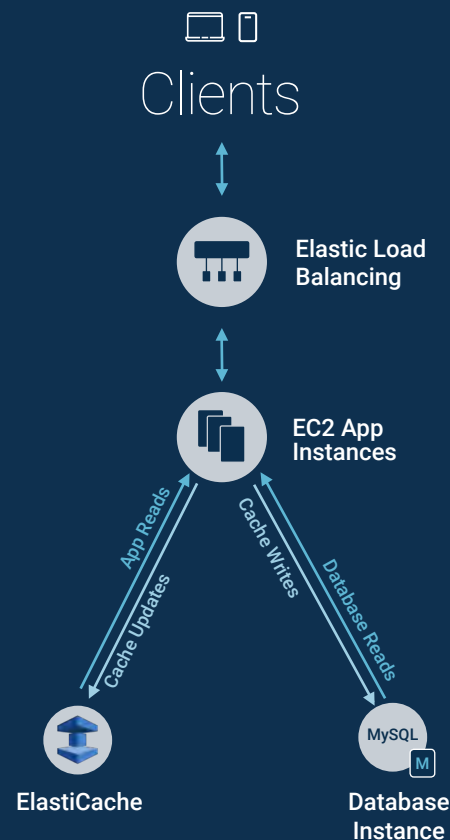 Clients
Elastic Load
Balancing
EC2 App
Instances
App Reads
Cache Updates
Cache Writes
Database Reads
MySQL
M
ElastiCache
Database
Instance